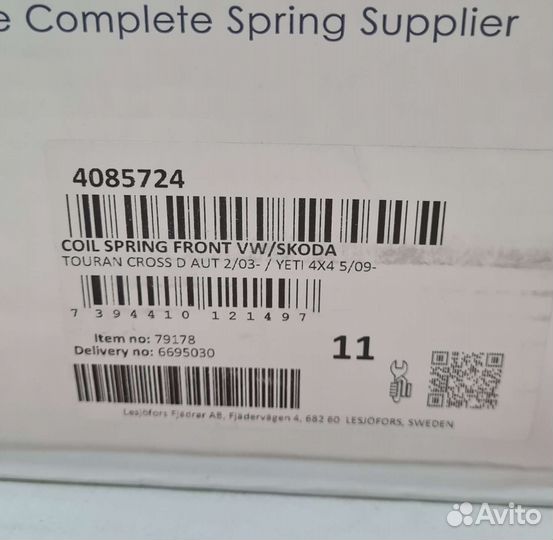 e Complete Spring Supplier
4085724
COIL SPRING FRONT VW/SKODA
TOURAN CROSS D AUT 2/03- / YETI 4X4 5/09-
7 394410 121497
Item no: 79178
Delivery no: 6695030
11
Lesjöfors Fjädrar AB, Fjädervägen 4, 682 60 LESJÖFORS, SWEDEN
Avito